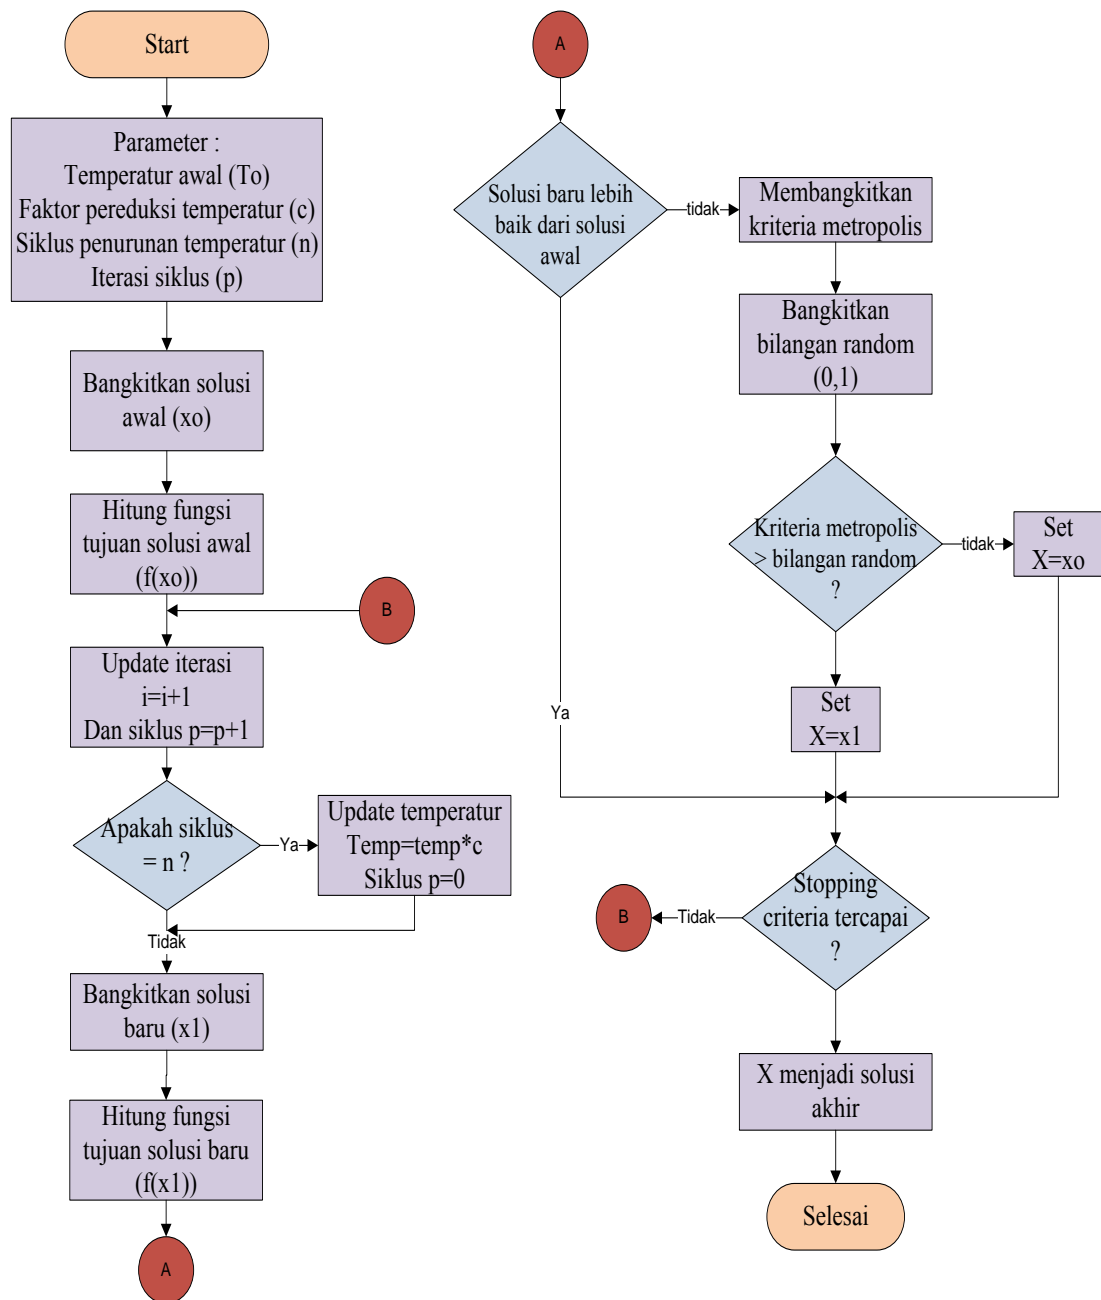 Start
Parameter :
Temperatur awal (To)
Faktor pereduksi temperatur (c)
Siklus penurunan temperatur (n)
Iterasi siklus (p)
Bangkitkan solusi
awal (xo)
Hitung fungsi
tujuan solusi awal
(f(xo))
B
Update iterasi
i=i+1
Dan siklus p=p+1
Apakah siklus
= n ?
Ya
Update temperatur
Temp=temp*c
Siklus p=0
Tidak
Bangkitkan solusi
baru (x1)
Hitung fungsi
tujuan solusi baru
(f(x1))
A
A
Solusi baru lebih
baik dari solusi
awal
tidak
Membangkitkan
kriteria metropolis
Bangkitkan
bilangan random
(0,1)
Kriteria metropolis
> bilangan random
?
tidak
Set
X=xo
Ya
Set
X=x1
Stopping
criteria tercapai
?
Tidak
B
X menjadi solusi
akhir
Selesai